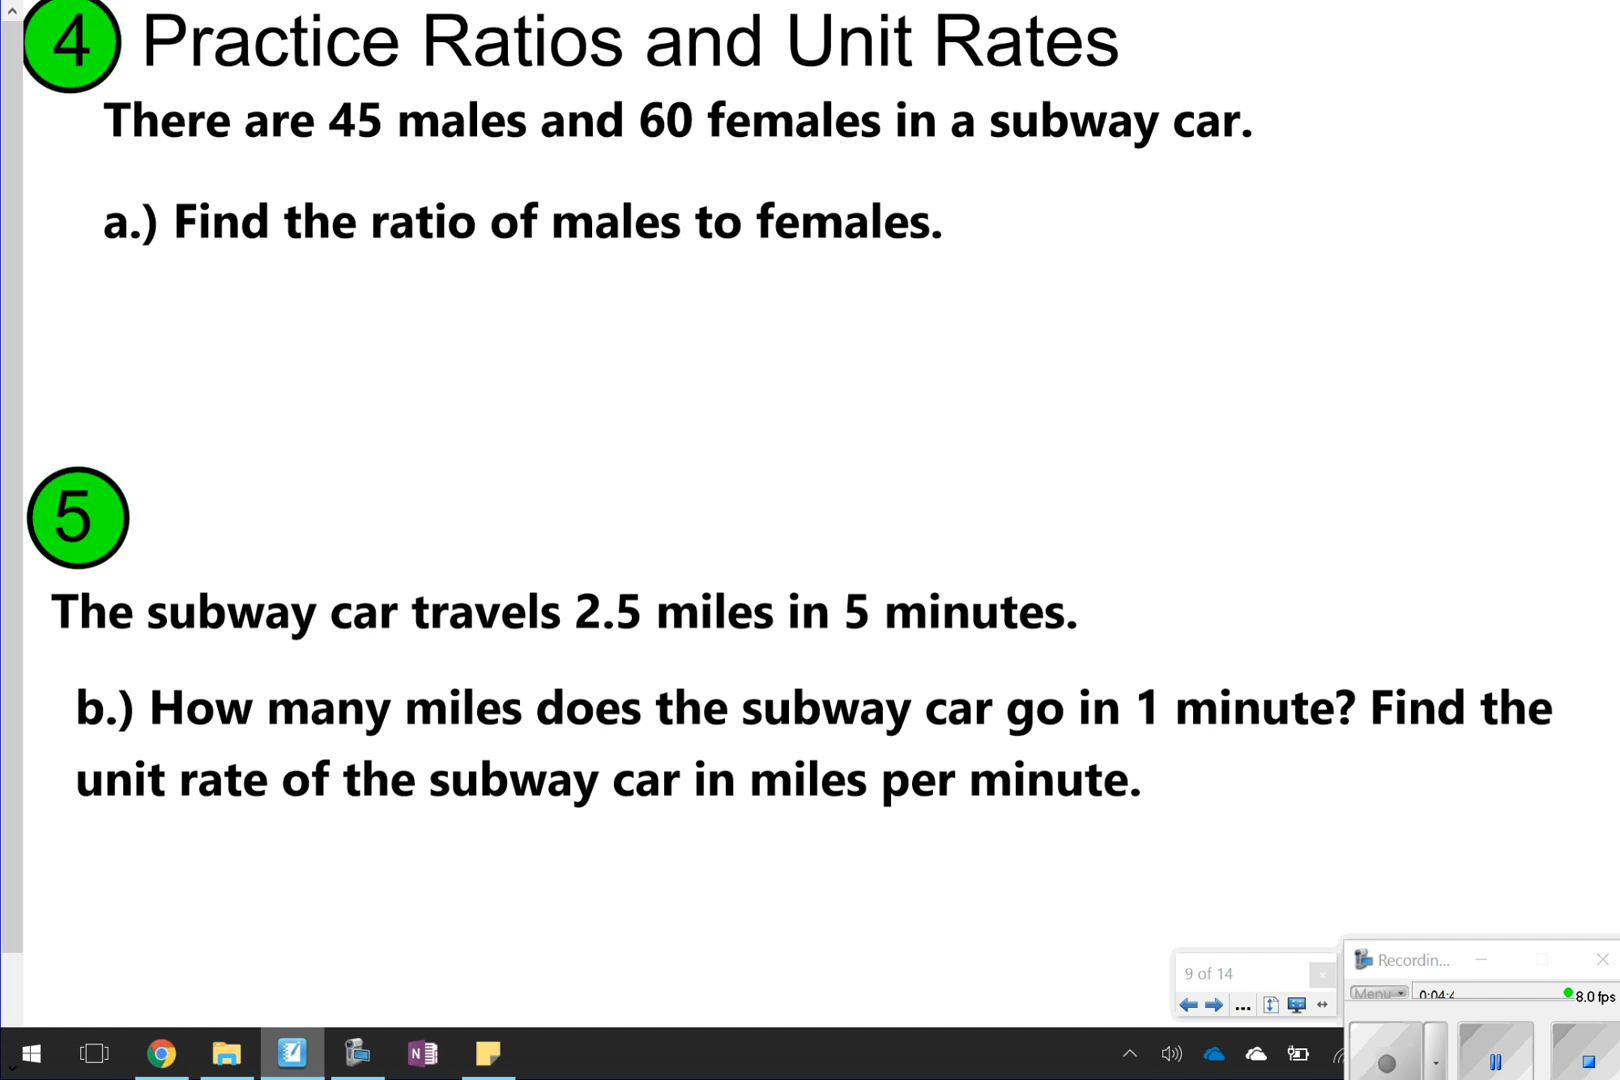 4 Practice Ratios and Unit Rates
There are 45 males and 60 females in a subway car.
a.) Find the ratio of males to females.
5
The subway car travels 2.5 miles in 5 minutes.
b.) How many miles does the subway car go in 1 minute? Find the
unit rate of the subway car in miles per minute.
9 of 14
Recordin...
Menu
8.0 fps
N